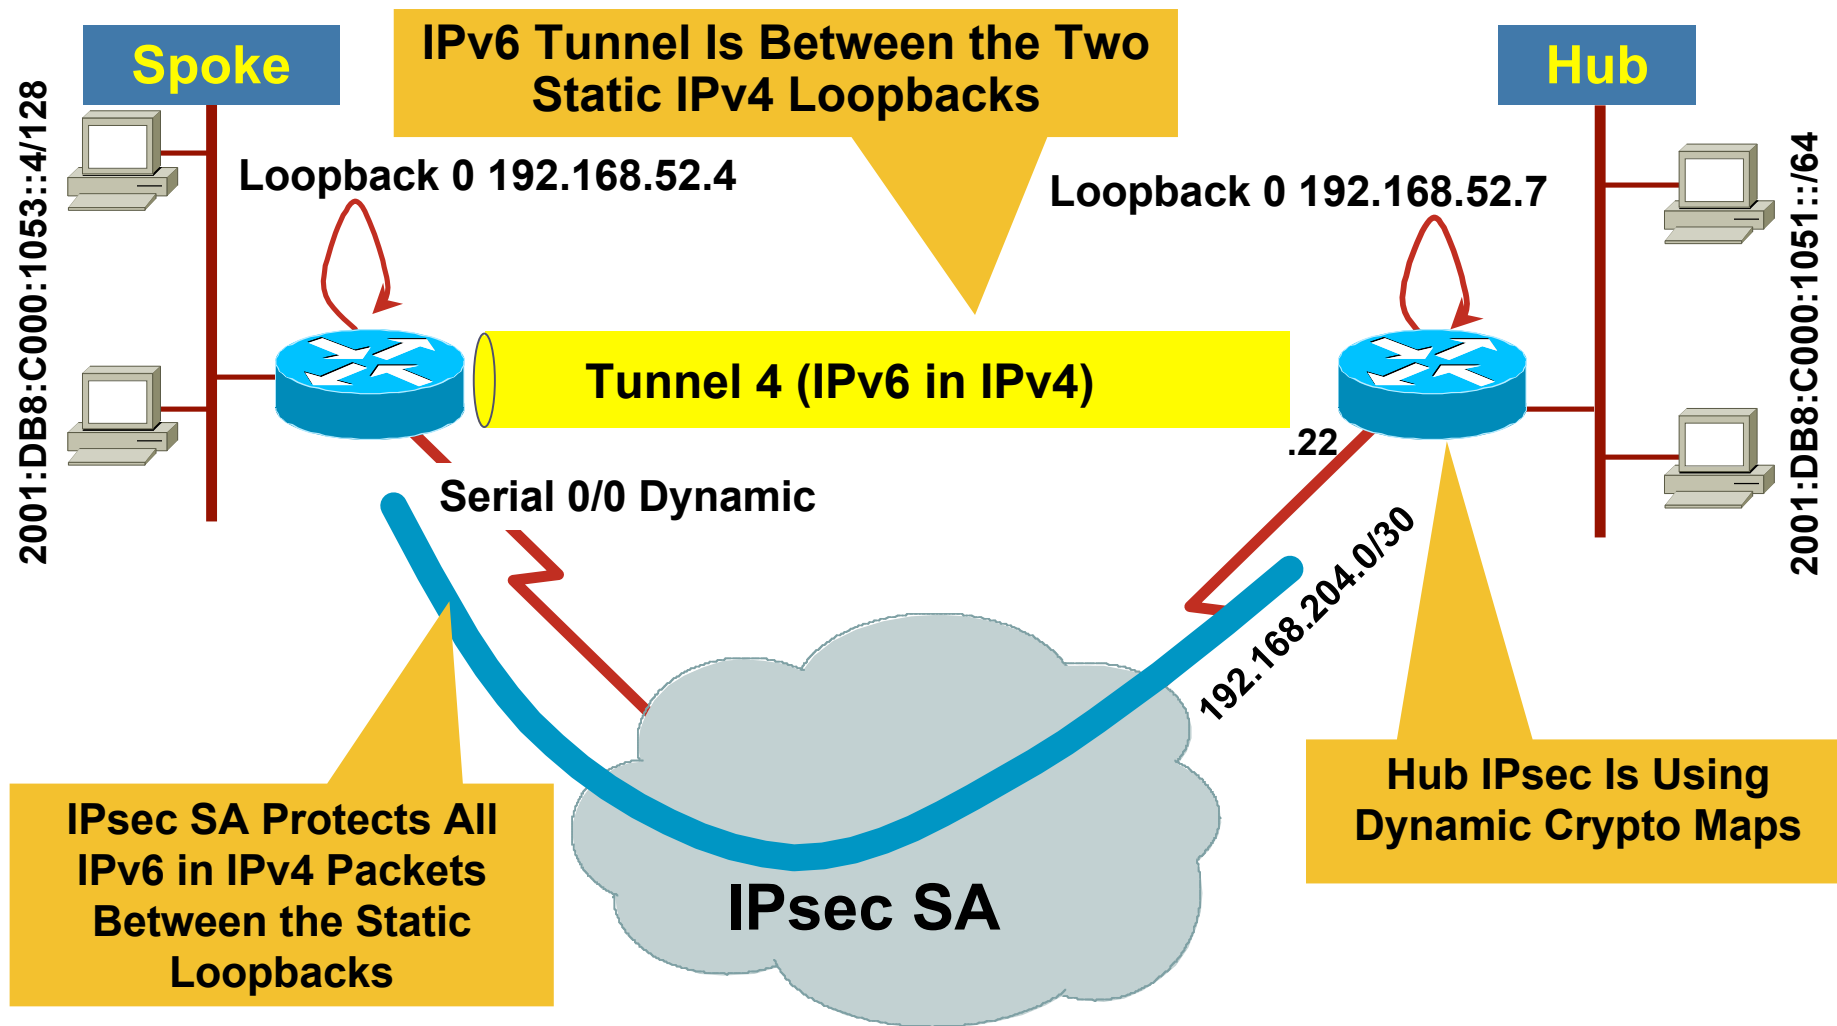 Spoke
IPv6 Tunnel Is Between the Two
Static IPv4 Loopbacks
Hub
2001:DB8:C000:1053::4/128
Loopback 0 192.168.52.4
Loopback 0 192.168.52.7
2001:DB8:C000:1051::/64
Tunnel 4 (IPv6 in IPv4)
.22
Serial 0/0 Dynamic
192.168.204.0/30
IPsec SA Protects All
IPv6 in IPv4 Packets
Between the Static
Loopbacks
Hub IPsec Is Using
Dynamic Crypto Maps
IPsec SA